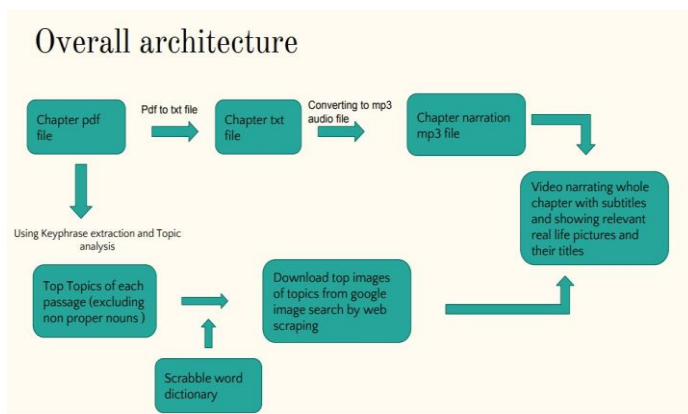 Overall architecture
Chapter pdf
file
Pdf to txt file
Chapter txt
file
Converting to mp3
audio file
Chapter narration
mp3 file
Video narrating whole
chapter with subtitles
and showing relevant
real life pictures and
their titles
Using Keyphrase extraction and Topic
analysis
Top Topics of each
passage (excluding
non proper nouns )
Download top images
of topics from google
image search by web
scraping
Scrabble word
dictionary